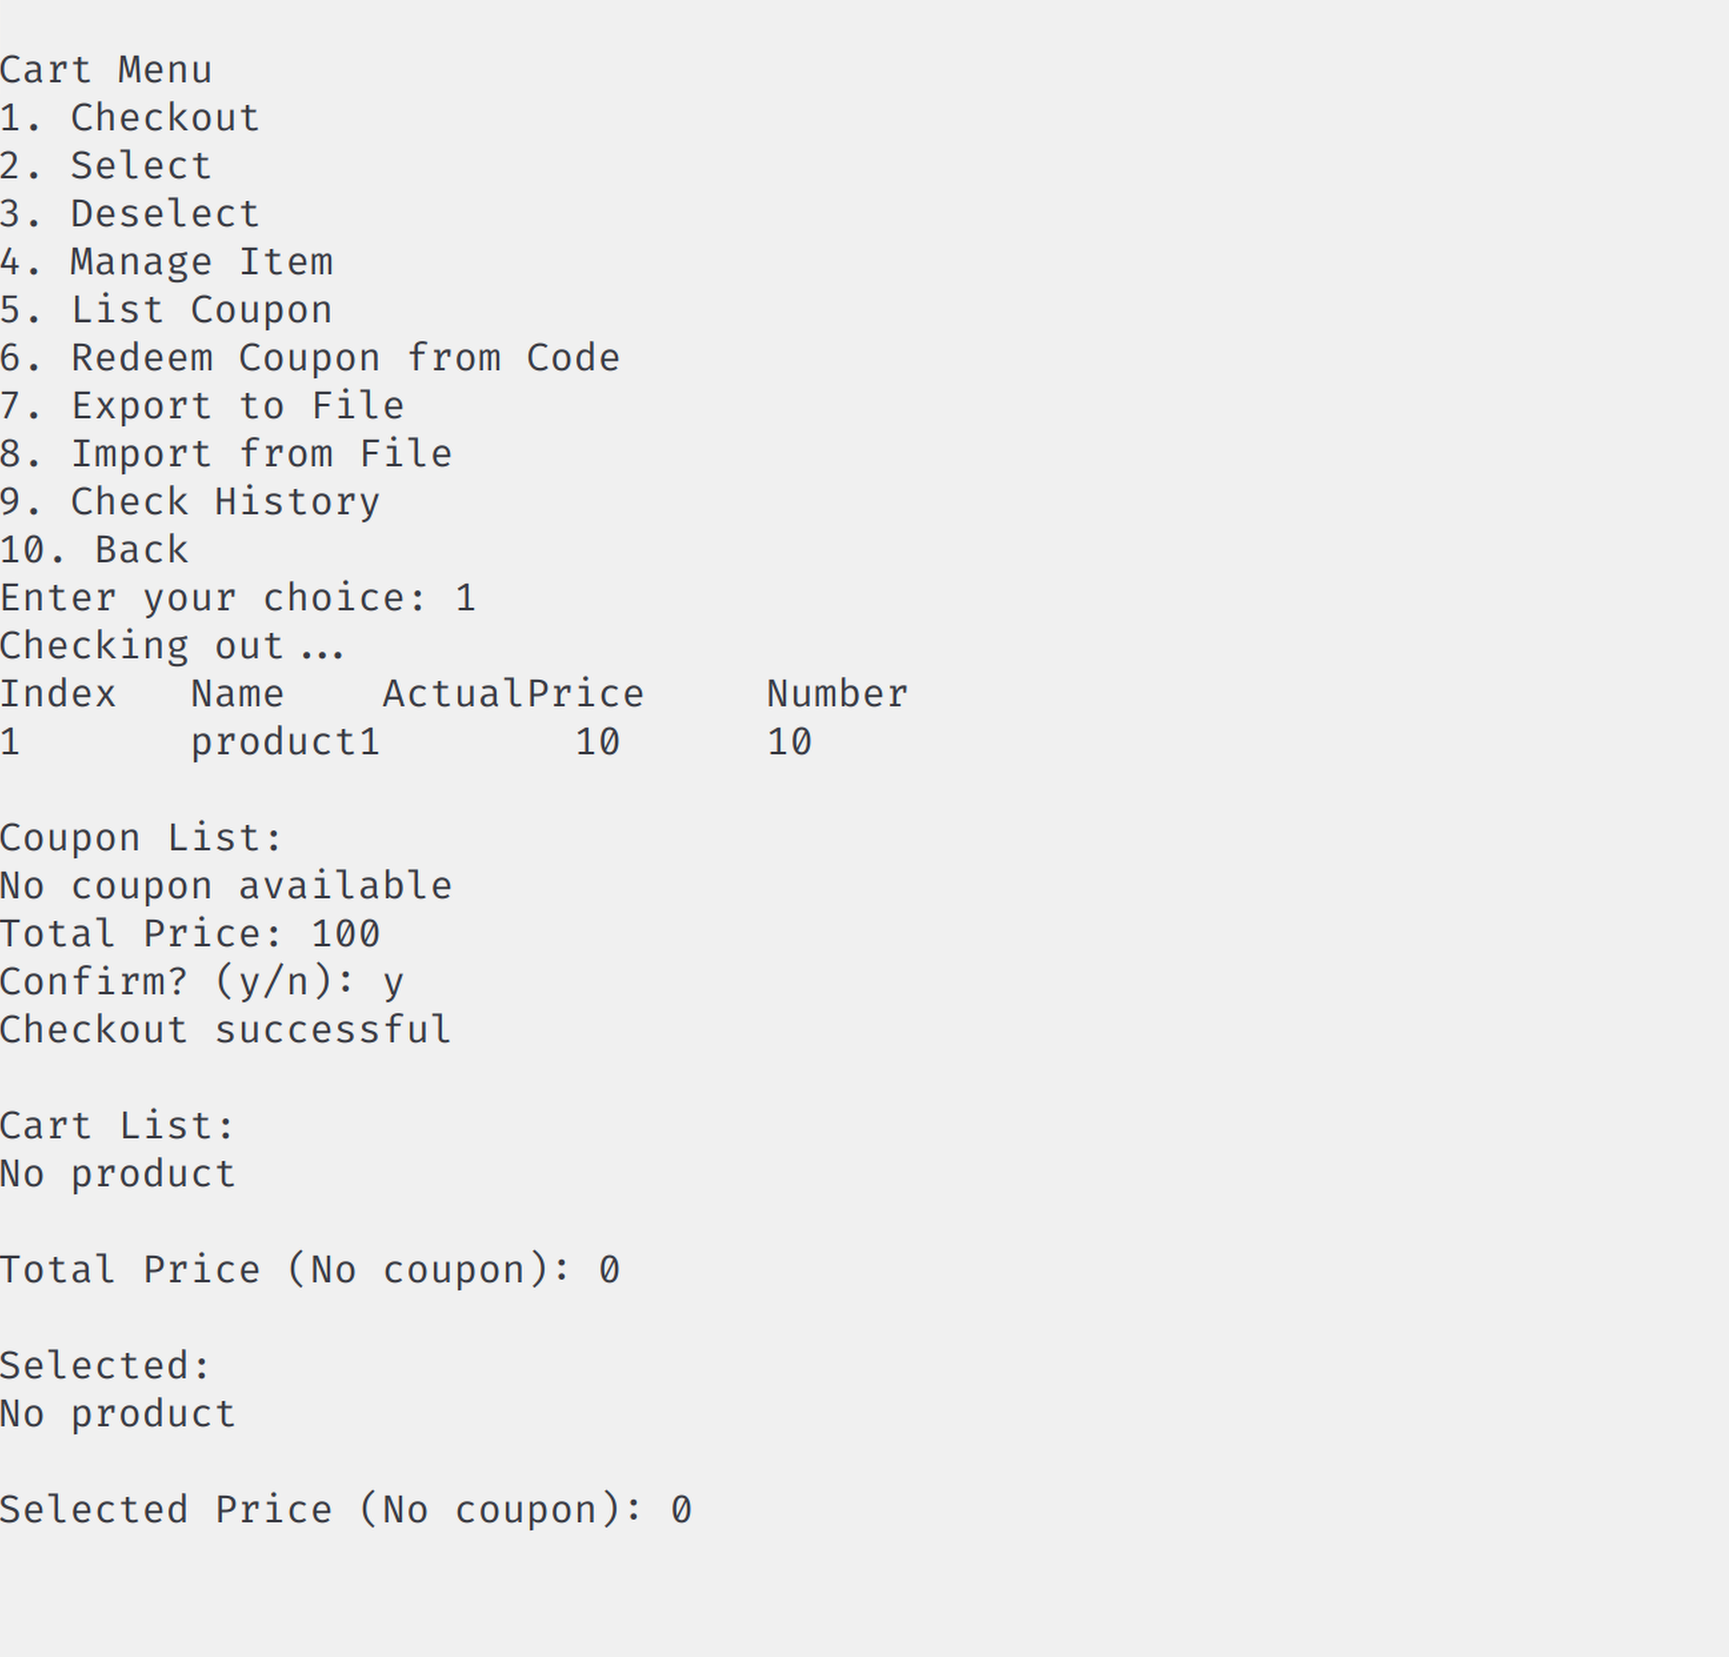 Cart Menu
1. Checkout
2. Select
3. Deselect
4. Manage Item
5. List Coupon
6. Redeem Coupon from Code
7. Export to File
8. Import from File
9. Check History
10. Back
Enter your choice: 1
Checking out...
Index   Name    ActualPrice     Number
1       product1        10      10

Coupon List:
No coupon available
Total Price: 100
Confirm? (y/n): y
Checkout successful

Cart List:
No product

Total Price (No coupon): 0

Selected:
No product

Selected Price (No coupon): 0